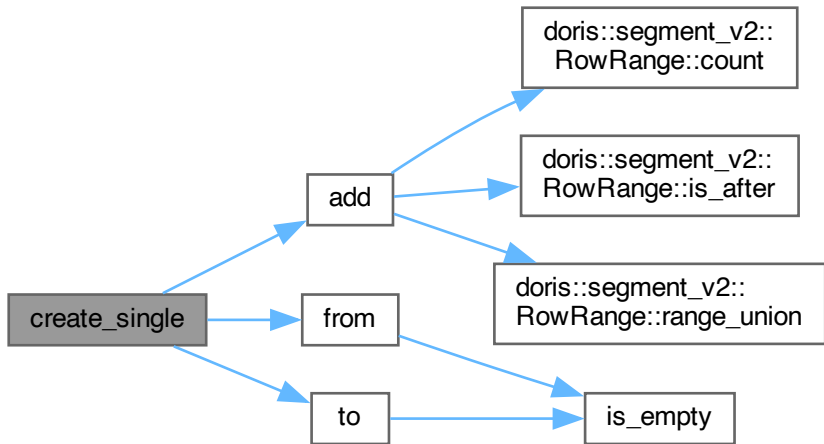 doris::segment_v2::
RowRange::count
doris::segment_v2::
RowRange::is_after
add
doris::segment_v2::
RowRange::range_union
create_single
from
to
is_empty